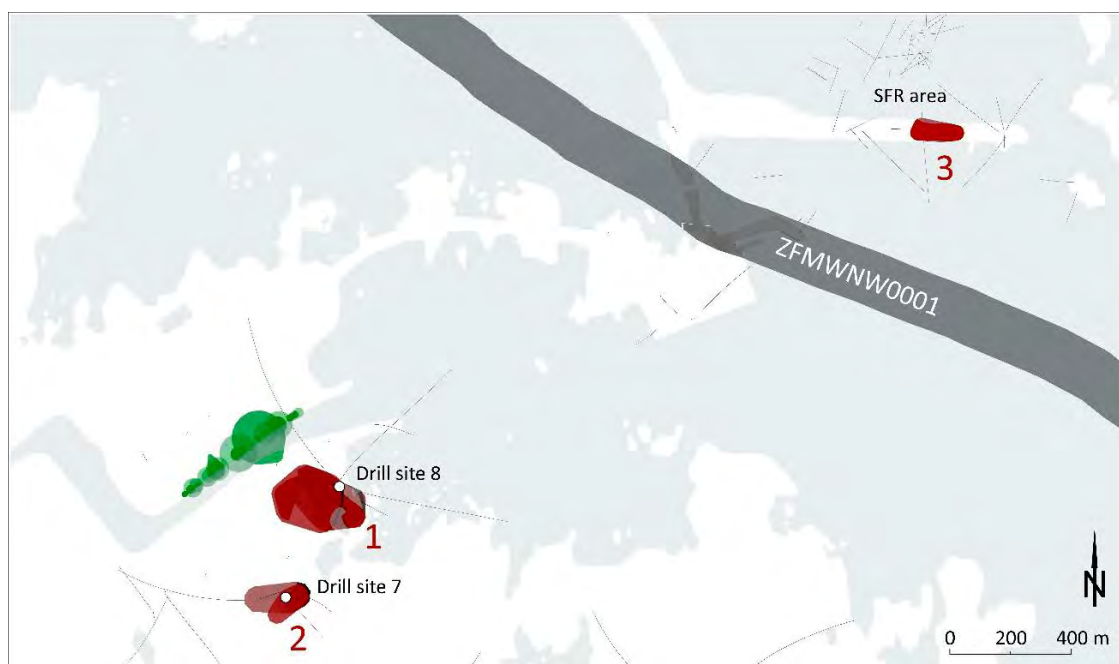 SFR area
3
ZFMWNW0001
Drill site 8
1
Drill site 7
2
N
0 200 400 m